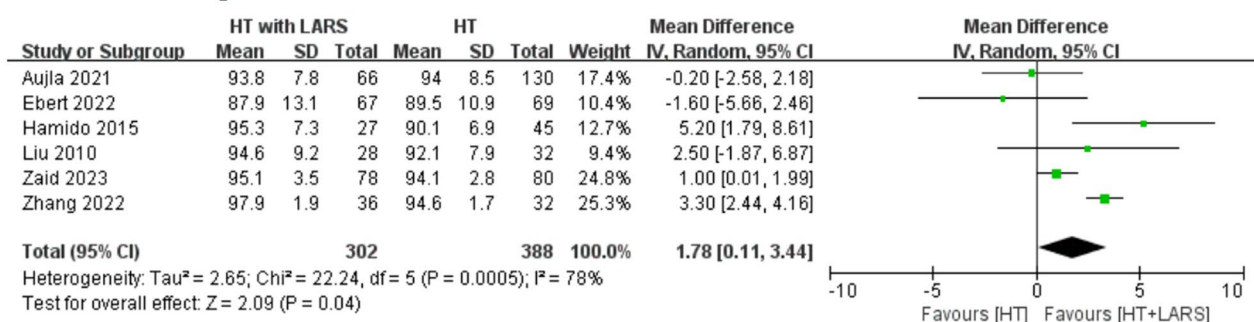 HT with LARS HT Mean Difference Mean Difference
Study or Subgroup Mean SD Total Mean SD Total Weight IV, Random, 95% CI IV, Random, 95% CI
Aujla 2021 93.8 7.8 66 94 8.5 130 17.4% -0.20 [-2.58, 2.18]
Ebert 2022 87.9 13.1 67 89.5 10.9 69 10.4% -1.60 [-5.66, 2.46]
Hamido 2015 95.3 7.3 27 90.1 6.9 45 12.7% 5.20 [1.79, 8.61]
Liu 2010 94.6 9.2 28 92.1 7.9 32 9.4% 2.50 [-1.87, 6.87]
Zaid 2023 95.1 3.5 78 94.1 2.8 80 24.8% 1.00 [0.01, 1.99]
Zhang 2022 97.9 1.9 36 94.6 1.7 32 25.3% 3.30 [2.44, 4.16]
Total (95% CI) 302 388 100.0% 1.78 [0.11, 3.44]
Heterogeneity: Tau² = 2.65; Chi² = 22.24, df = 5 (P = 0.0005); I² = 78%
Test for overall effect: Z = 2.09 (P = 0.04)
-10 -5 0 5 10
Favours [HT] Favours [HT+LARS]